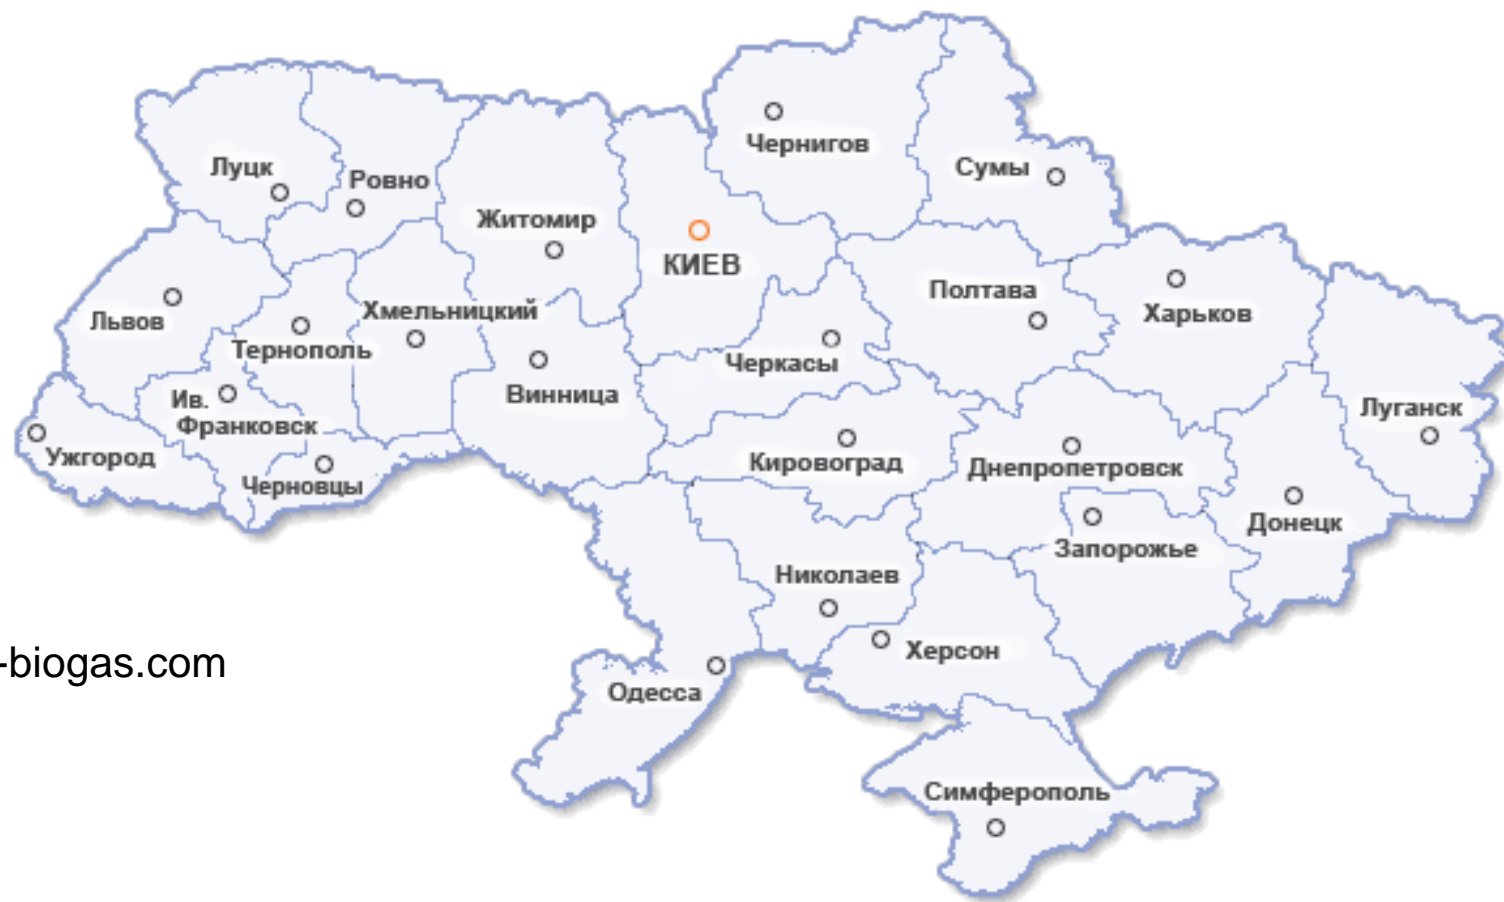 Чернигов
Луцк
Сумы
Ровно
Житомир
КИЕВ
Полтава
Хмельницкий
Харьков
Львов
Тернополь
Черкасы
Винница
Ив.
Франковск
Луганск
Ужгород
Кировоград
Днепропетровск
Черновцы
Донецк
Запорожье
Николаев
Херсон
-biogas.com
Одесса
Симферополь